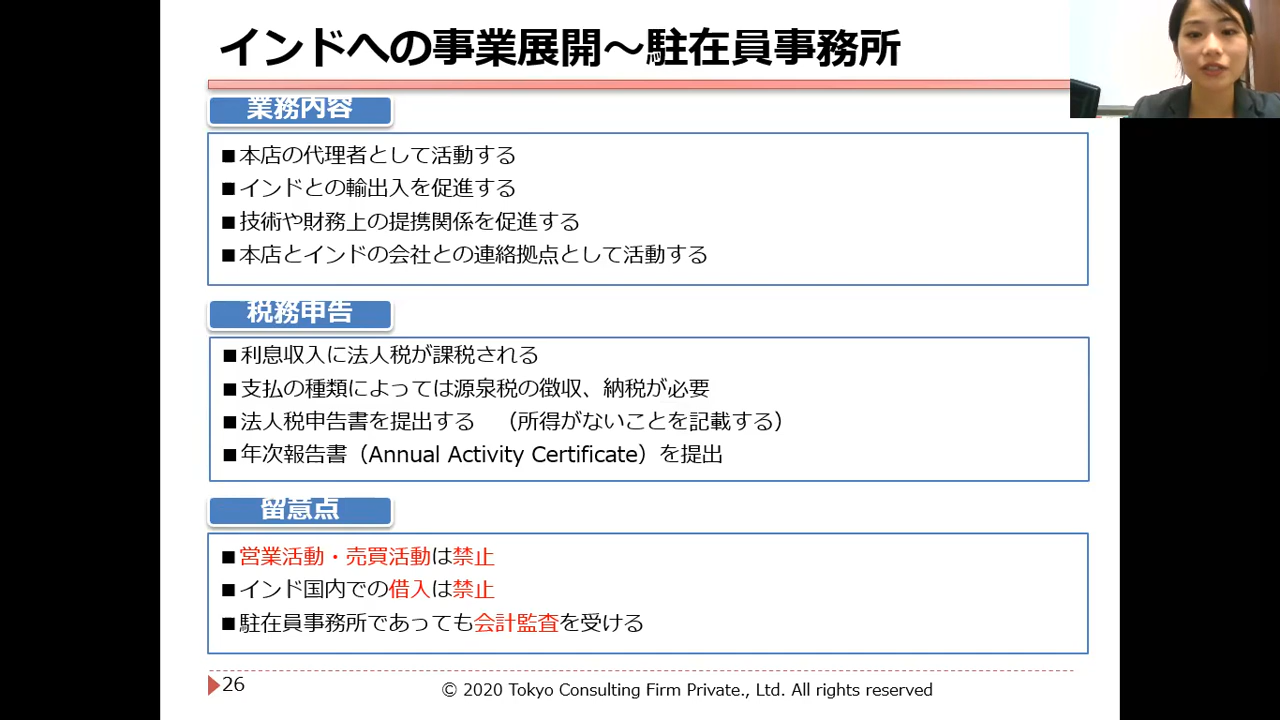 インドへの事業展開～駐在員事務所
業務内容
■本店の代理者として活動する
■インドとの輸出入を促進する
■技術や財務上の提携関係を促進する
■本店とインドの会社との連絡拠点として活動する
税務申告
■利息収入に法人税が課税される
■支払の種類によっては源泉税の徴収、納税が必要
■法人税申告書を提出する　（所得がないことを記載する）
■年次報告書（Annual Activity Certificate）を提出
留意点
■営業活動・売買活動は禁止
■インド国内での借入は禁止
■駐在員事務所であっても会計監査を受ける
26
© 2020 Tokyo Consulting Firm Private., Ltd. All rights reserved